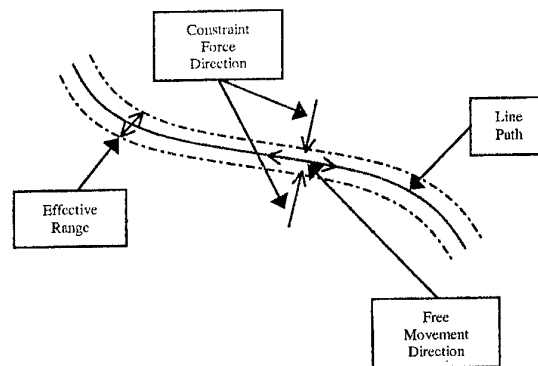 Constraint
Force
Direction
Line
Path
Effective
Range
Free
Movement
Direction